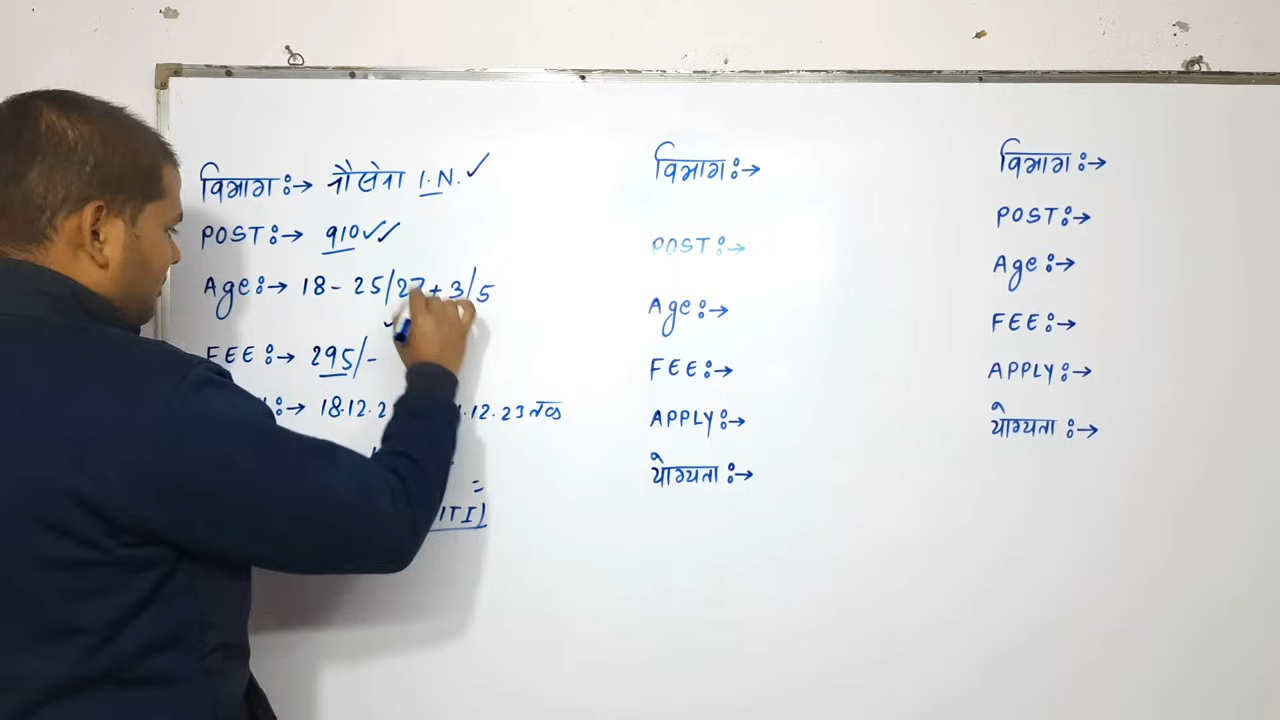 विभाग :→ नौसेना I.N. ✓
POST :→ 910 ✓✓
Age :→ 18 - 25/27 + 3/5
FEE :→ 295/-
:→ 18.12.2 .12.23 तक
ITI)
विभाग :→
POST :→
Age :→
FEE :→
APPLY :→
योग्यता :→
विभाग :→
POST :→
Age :→
FEE :→
APPLY :→
योग्यता :→